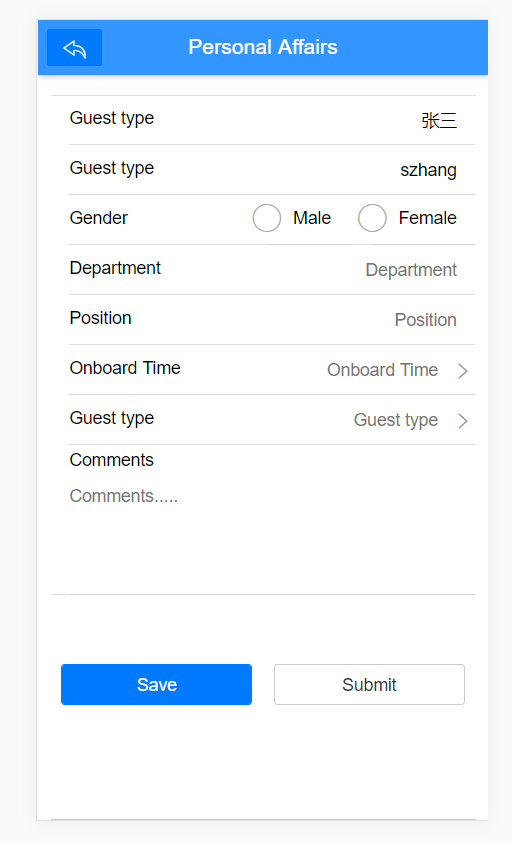 Personal Affairs
Guest type 张三
Guest type szhang
Gender Male Female
Department Department
Position Position
Onboard Time Onboard Time
Guest type Guest type
Comments
Comments.....
Save Submit